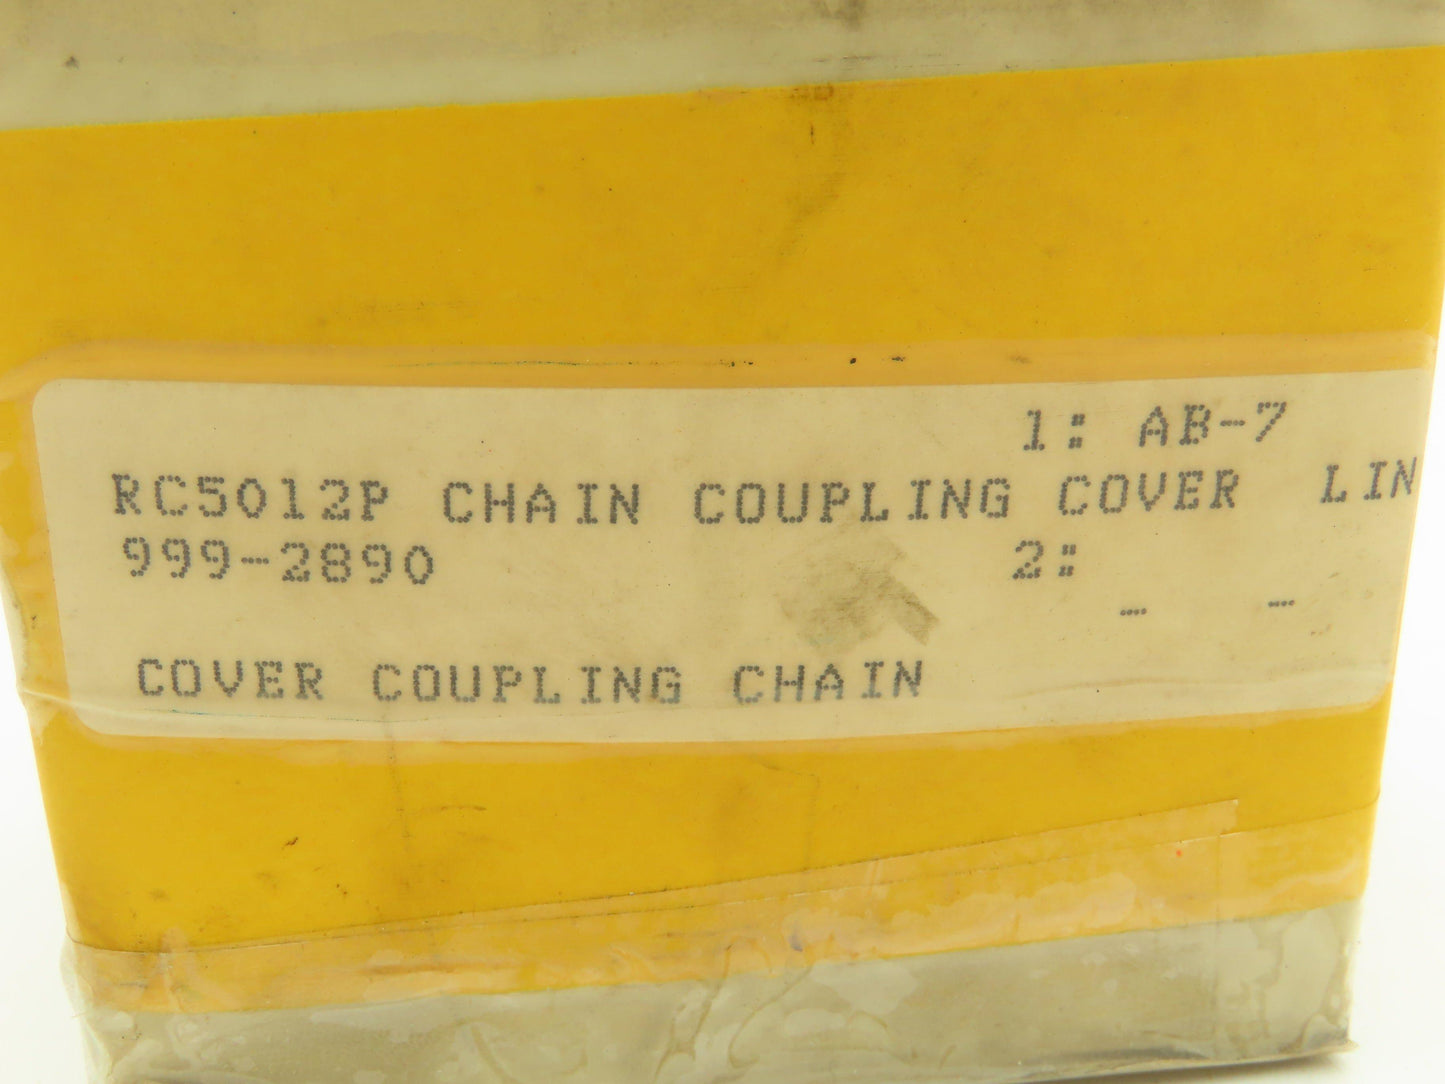 1: AB-7
RC5012P CHAIN COUPLING COVER LIN
999-2890 2:
– –
COVER COUPLING CHAIN